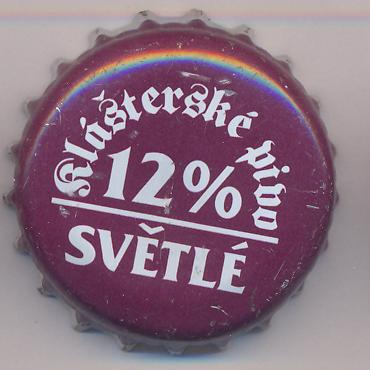 Klášterské pivo
12%
SVĚTLÉ